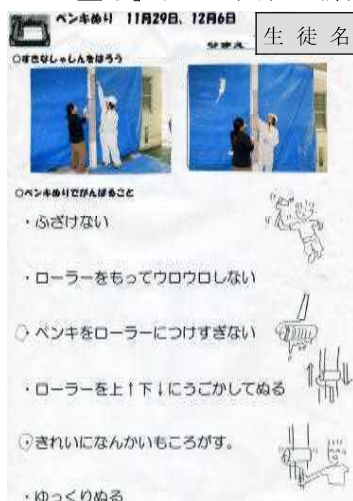 ペンキぬり 11月29日、12月6日
なまえ
生徒名
○すきなしゃしんをはろう
○ペンキぬりでがんばること
・ふざけない
・ローラーをもってウロウロしない
・ペンキをローラーにつけすぎない
・ローラーを上↑下↓にうごかしてぬる
・きれいになんかいもころがす。
・ゆっくりぬる